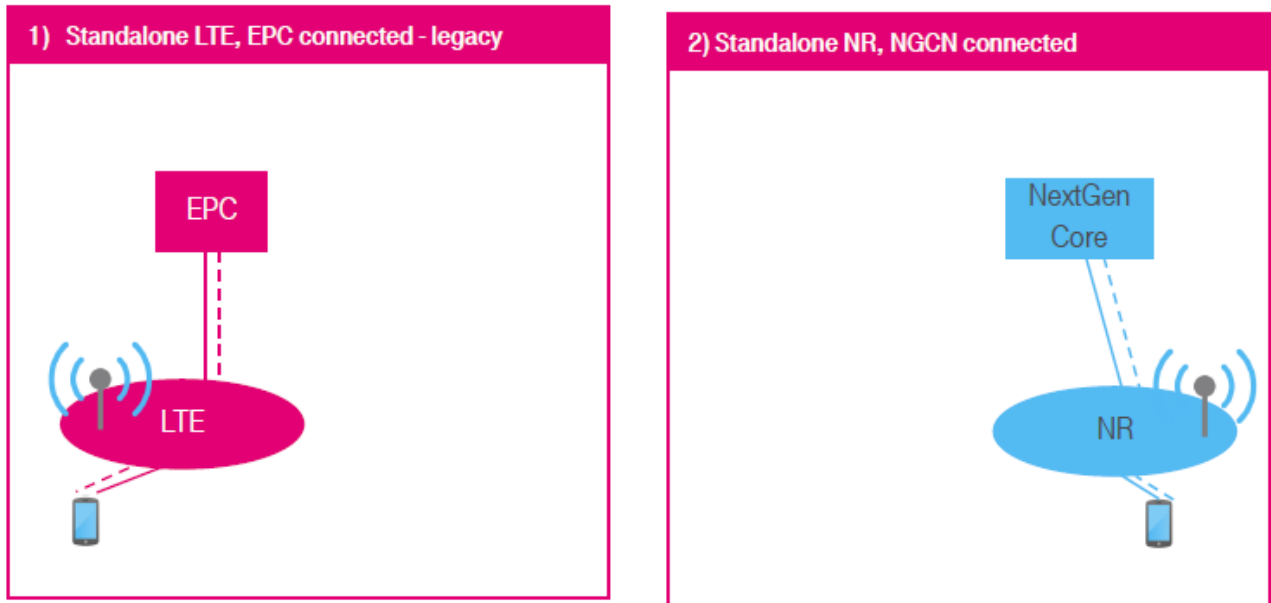 1) Standalone LTE, EPC connected - legacy
EPC
LTE
2) Standalone NR, NGCN connected
NextGen
Core
NR